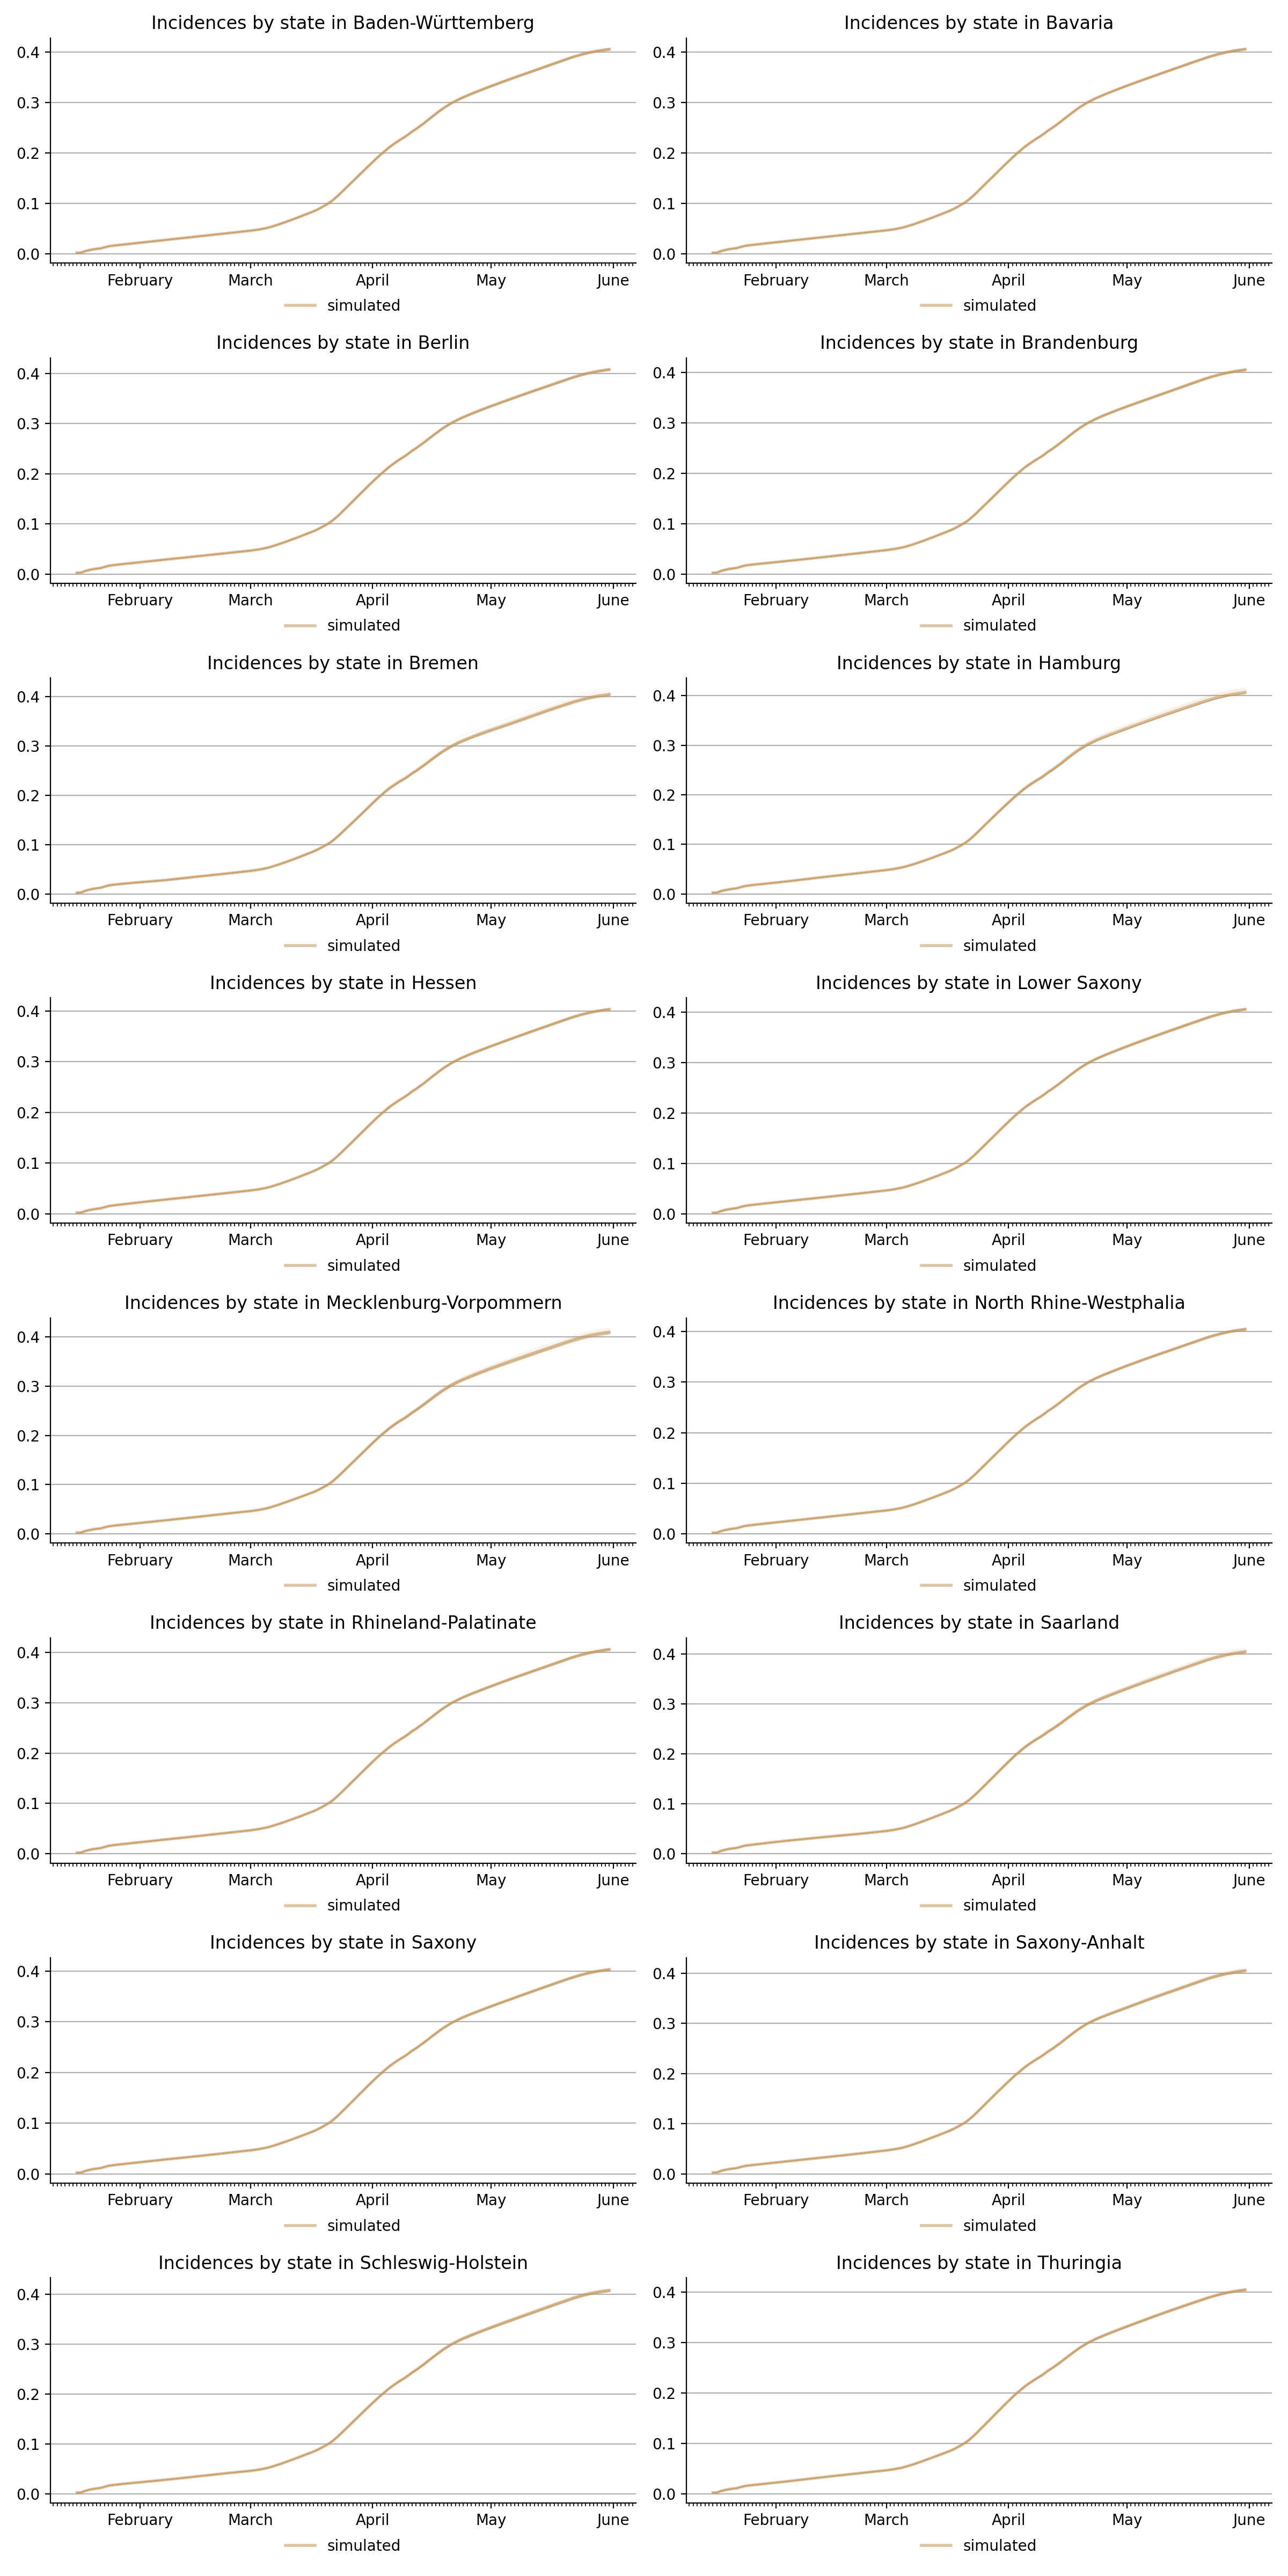 Incidences by state in Baden-Württemberg
0.4
0.3
0.2
0.1
0.0
February March April May June
simulated
Incidences by state in Bavaria
0.4
0.3
0.2
0.1
0.0
February March April May June
simulated
Incidences by state in Berlin
0.4
0.3
0.2
0.1
0.0
February March April May June
simulated
Incidences by state in Brandenburg
0.4
0.3
0.2
0.1
0.0
February March April May June
simulated
Incidences by state in Bremen
0.4
0.3
0.2
0.1
0.0
February March April May June
simulated
Incidences by state in Hamburg
0.4
0.3
0.2
0.1
0.0
February March April May June
simulated
Incidences by state in Hessen
0.4
0.3
0.2
0.1
0.0
February March April May June
simulated
Incidences by state in Lower Saxony
0.4
0.3
0.2
0.1
0.0
February March April May June
simulated
Incidences by state in Mecklenburg-Vorpommern
0.4
0.3
0.2
0.1
0.0
February March April May June
simulated
Incidences by state in North Rhine-Westphalia
0.4
0.3
0.2
0.1
0.0
February March April May June
simulated
Incidences by state in Rhineland-Palatinate
0.4
0.3
0.2
0.1
0.0
February March April May June
simulated
Incidences by state in Saarland
0.4
0.3
0.2
0.1
0.0
February March April May June
simulated
Incidences by state in Saxony
0.4
0.3
0.2
0.1
0.0
February March April May June
simulated
Incidences by state in Saxony-Anhalt
0.4
0.3
0.2
0.1
0.0
February March April May June
simulated
Incidences by state in Schleswig-Holstein
0.4
0.3
0.2
0.1
0.0
February March April May June
simulated
Incidences by state in Thuringia
0.4
0.3
0.2
0.1
0.0
February March April May June
simulated